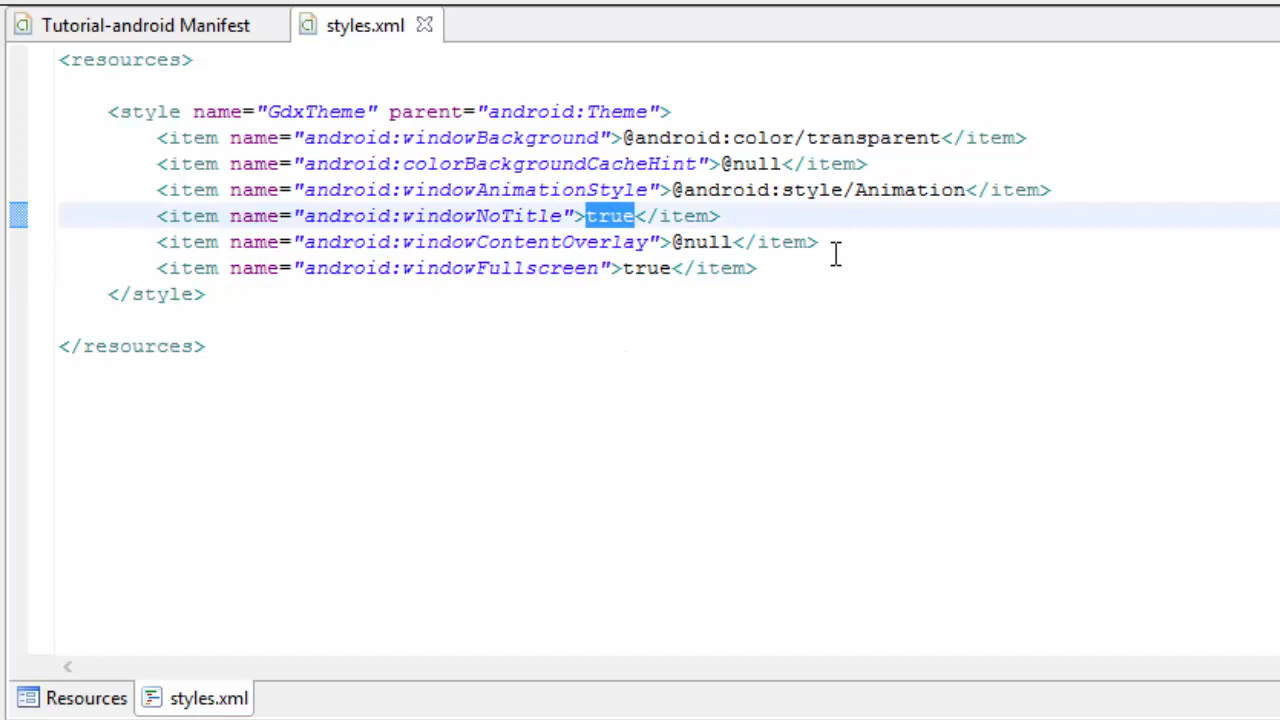 Tutorial-android Manifest
styles.xml
<resources>
<style name="GdxTheme" parent="android:Theme">
<item name="android:windowBackground">@android:color/transparent</item>
<item name="android:colorBackgroundCacheHint">@null</item>
<item name="android:windowAnimationStyle">@android:style/Animation</item>
<item name="android:windowNoTitle">true</item>
<item name="android:windowContentOverlay">@null</item>
<item name="android:windowFullscreen">true</item>
</style>
</resources>
Resources
styles.xml